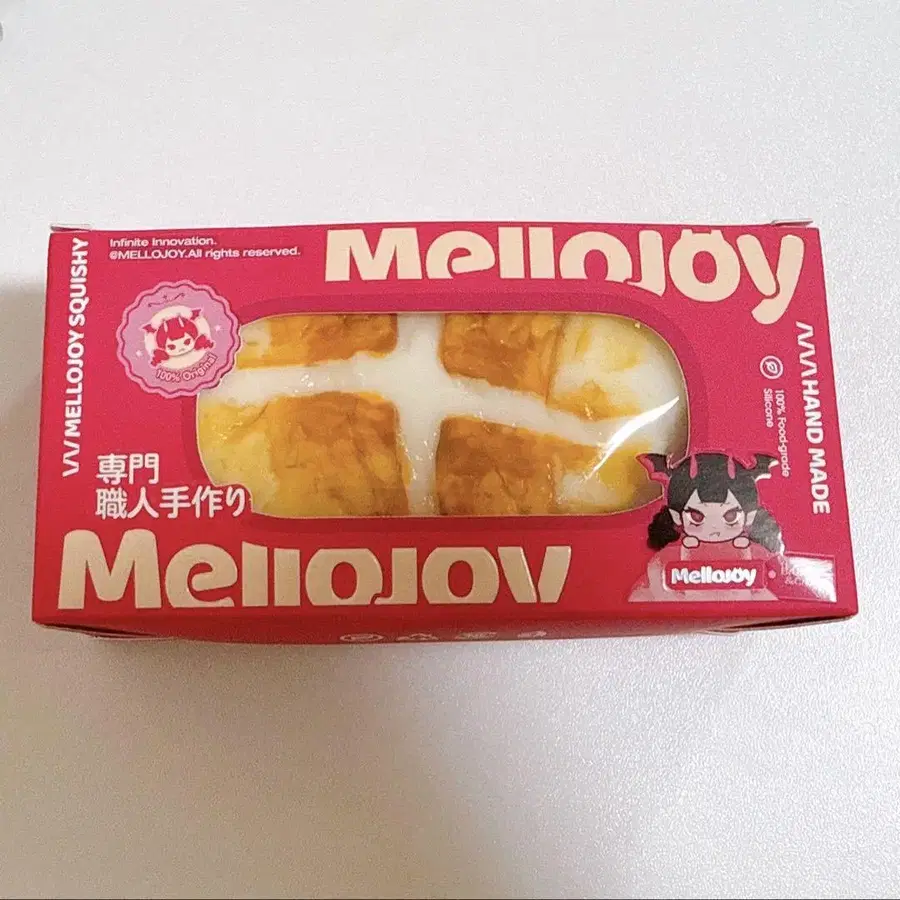 Infinite Innovation.
©MELLOJOY.All rights reserved.
MelloJoy
\/\/\ MELLOJOY SQUISHY
100% Original
/\/\/\ HAND MADE
100% Food-grade
Silicone
専門
職人手作り
MelloJoy
MelloJoy